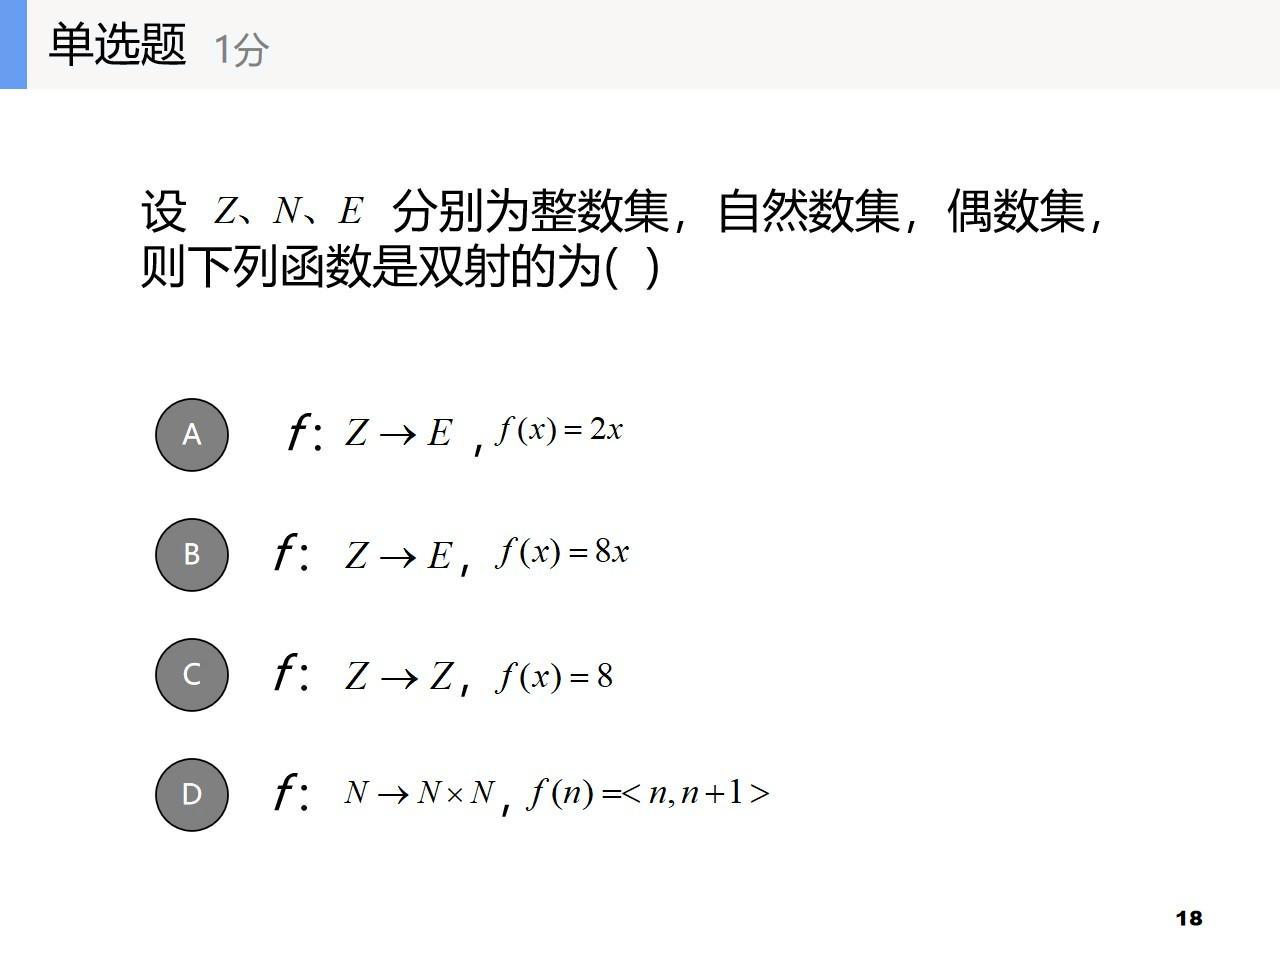 单选题 1分
设 Z、N、E 分别为整数集，自然数集，偶数集，
则下列函数是双射的为( )
A f： Z → E ， f(x) = 2x
B f： Z → E， f(x) = 8x
C f： Z → Z， f(x) = 8
D f： N → N × N ， f(n) =< n, n +1 >
18